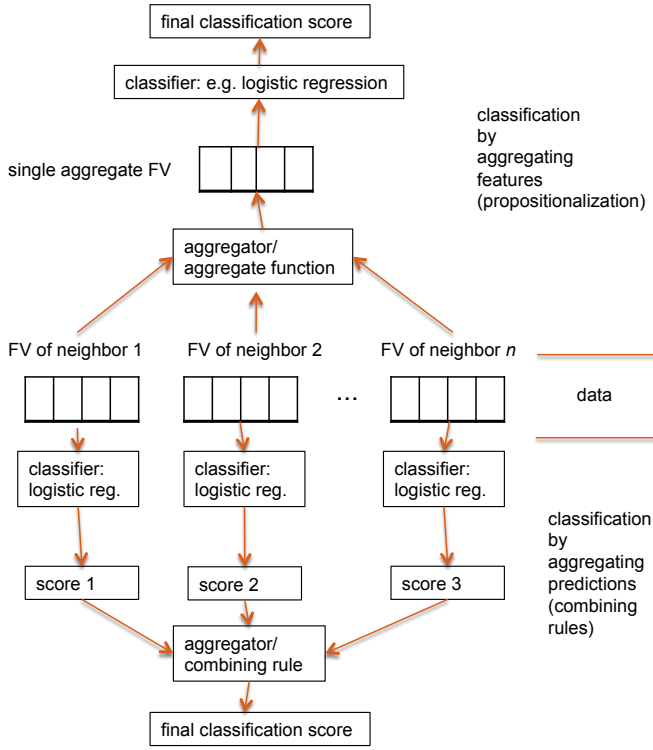 final classification score
classifier: e.g. logistic regression
classification
by
aggregating
features
(propositionalization)
single aggregate FV
aggregator/
aggregate function
FV of neighbor 1
FV of neighbor 2
FV of neighbor n
...
data
classifier:
logistic reg.
classifier:
logistic reg.
classifier:
logistic reg.
classification
by
aggregating
predictions
(combining
rules)
score 1
score 2
score 3
aggregator/
combining rule
final classification score